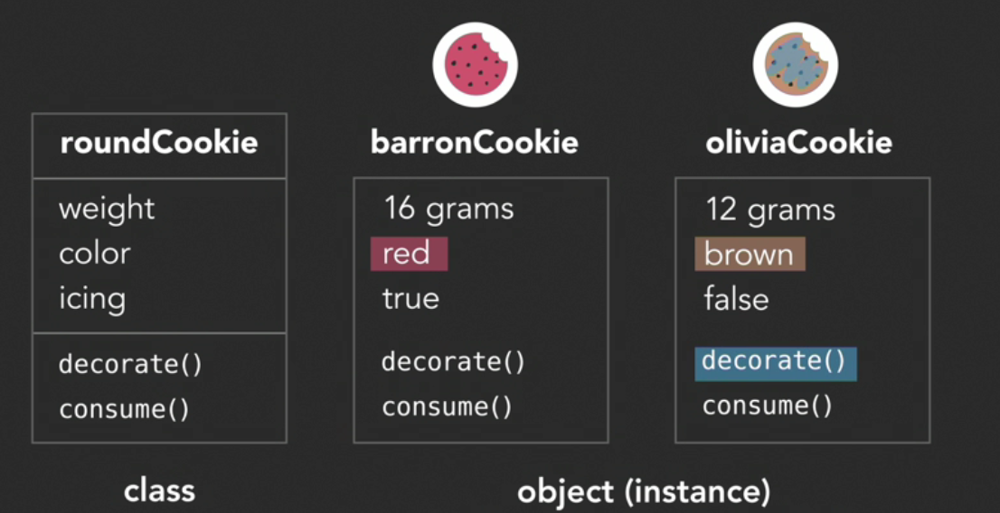 roundCookie
weight
color
icing
decorate()
consume()
class
barronCookie
16 grams
red
true
decorate()
consume()
oliviaCookie
12 grams
brown
false
decorate()
consume()
object (instance)